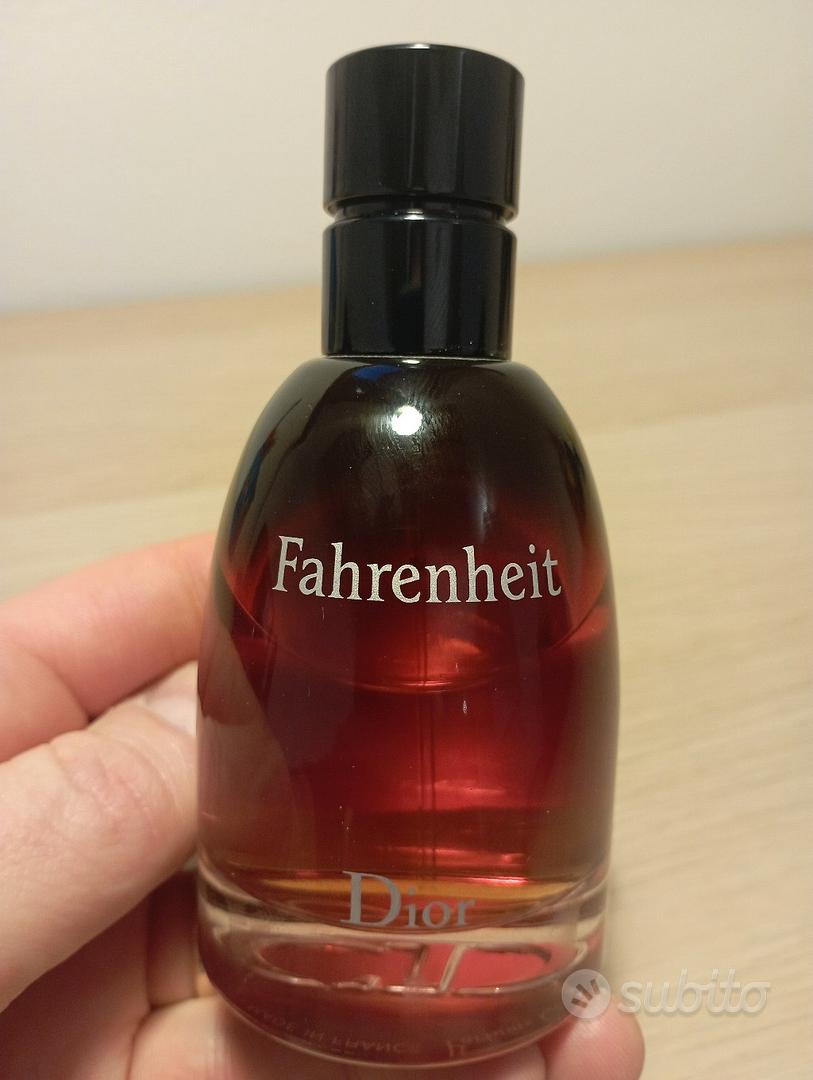 Fahrenheit
Dior
subito